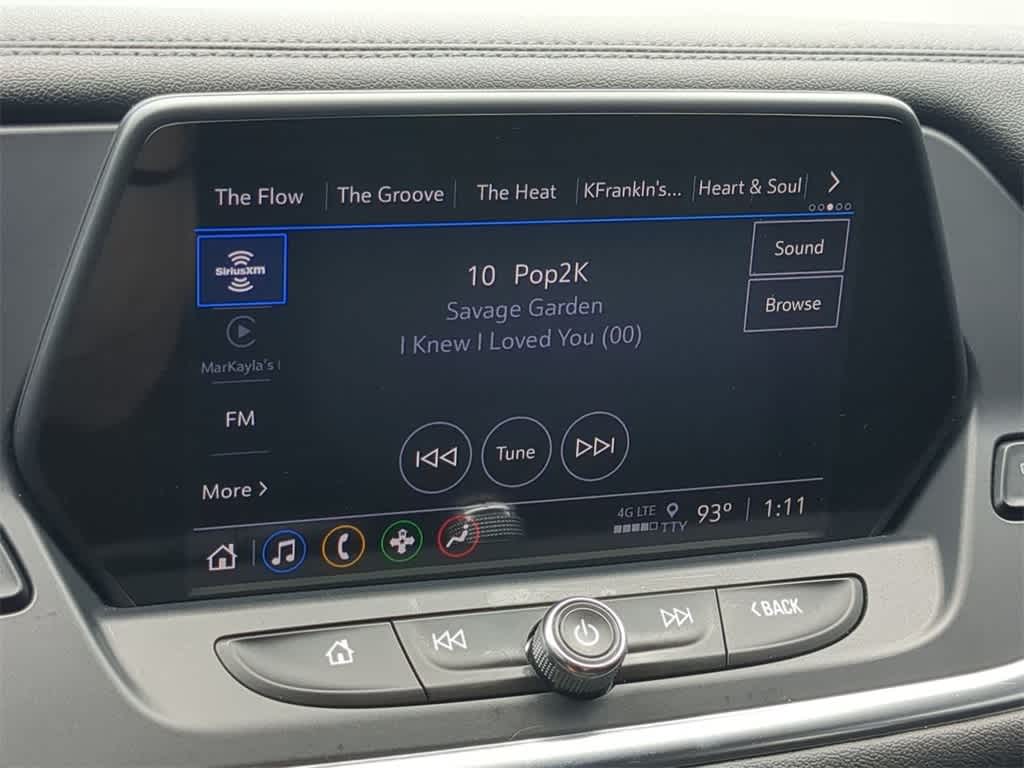 The Flow
The Groove
The Heat
KFrankln's...
Heart & Soul
SiriusXM
10 Pop2K
Savage Garden
I Knew I Loved You (00)
Sound
Browse
MarKayla's
FM
More
Tune
4G LTE
TTY
93°
1:11
BACK